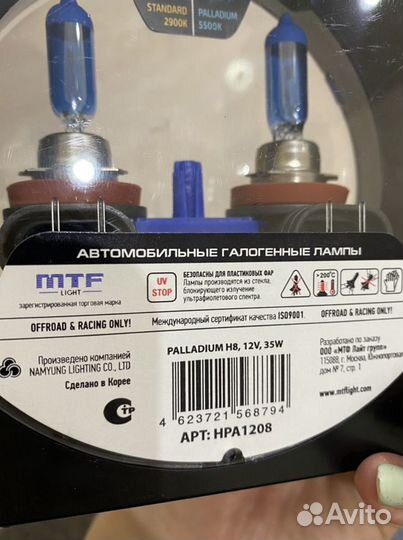 STANDARD
2900K
PALLADIUM
5500K
АВТОМОБИЛЬНЫЕ ГАЛОГЕННЫЕ ЛАМПЫ
MTF
LIGHT
зарегистрированная торговая марка
UV
STOP
БЕЗОПАСНЫ ДЛЯ ПЛАСТИКОВЫХ ФАР
Лампы произведятся из стекла,
блокирующего излучение
ультрафиолетового спектра.
>200°C
OFFROAD & RACING ONLY!
Международный сертификат качества ISO9001.
OFFROAD & RACING ONLY!
Произведено компанией
NAMYUNG LIGHTING CO., LTD
Сделано в Корее
PALLADIUM H8, 12V, 35W
4 623721 568794
АРТ: HPA1208
Разработано по заказу
ООО «МТФ Лайт групп»
115088, г. Москва, Южнопортовая
дом № 7, стр. 1
www.mtflight.com
СТР
Avito